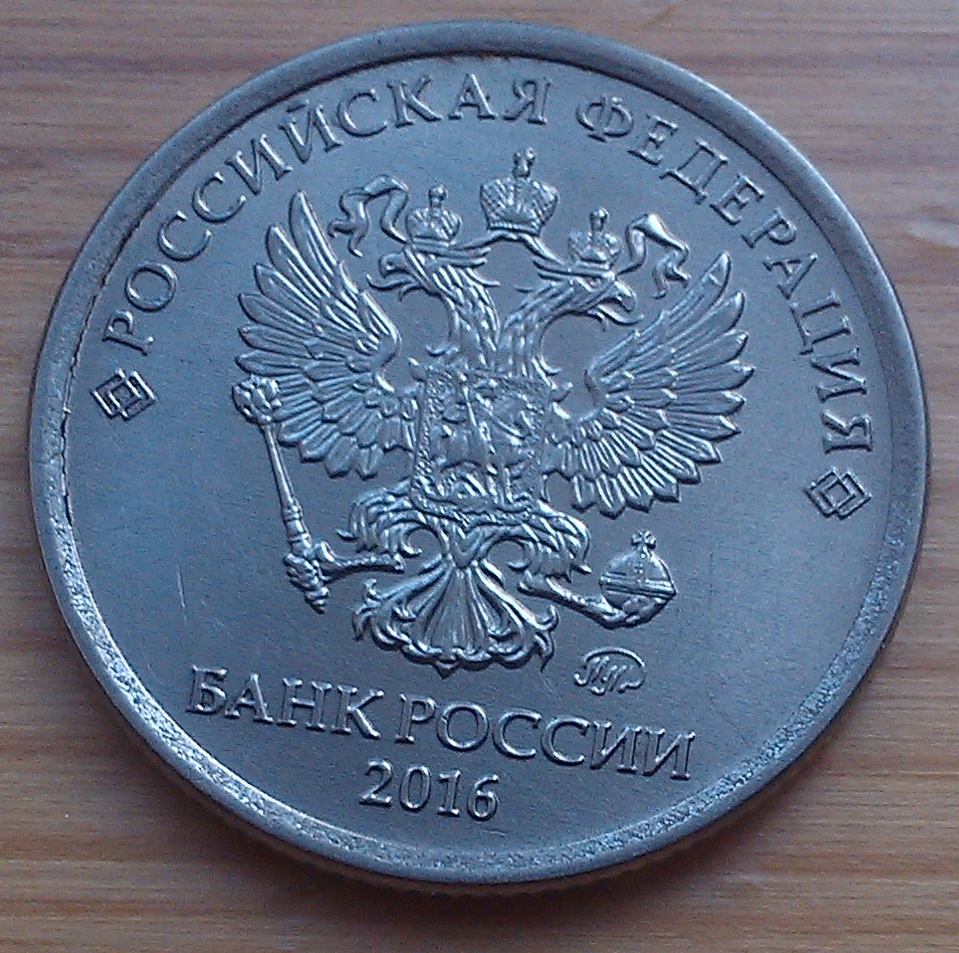 РОССИЙСКАЯ ФЕДЕРАЦИЯ
ММД
БАНК РОССИИ
2016